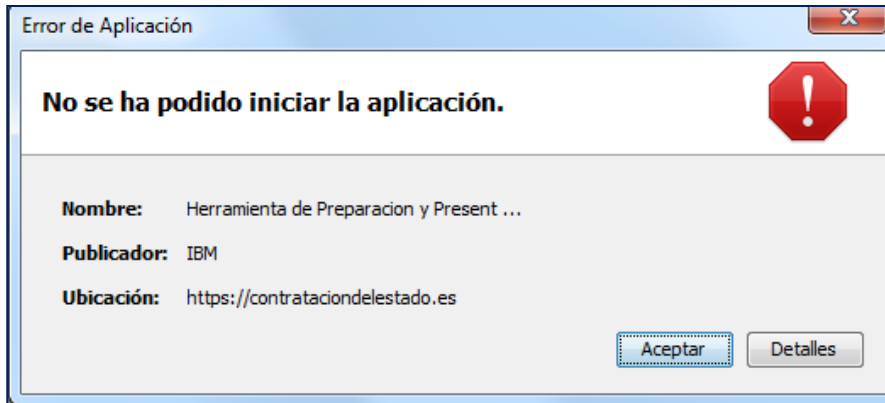 Error de Aplicación
No se ha podido iniciar la aplicación.
Nombre: Herramienta de Preparacion y Present ...
Publicador: IBM
Ubicación: https://contrataciondelestado.es
Aceptar Detalles